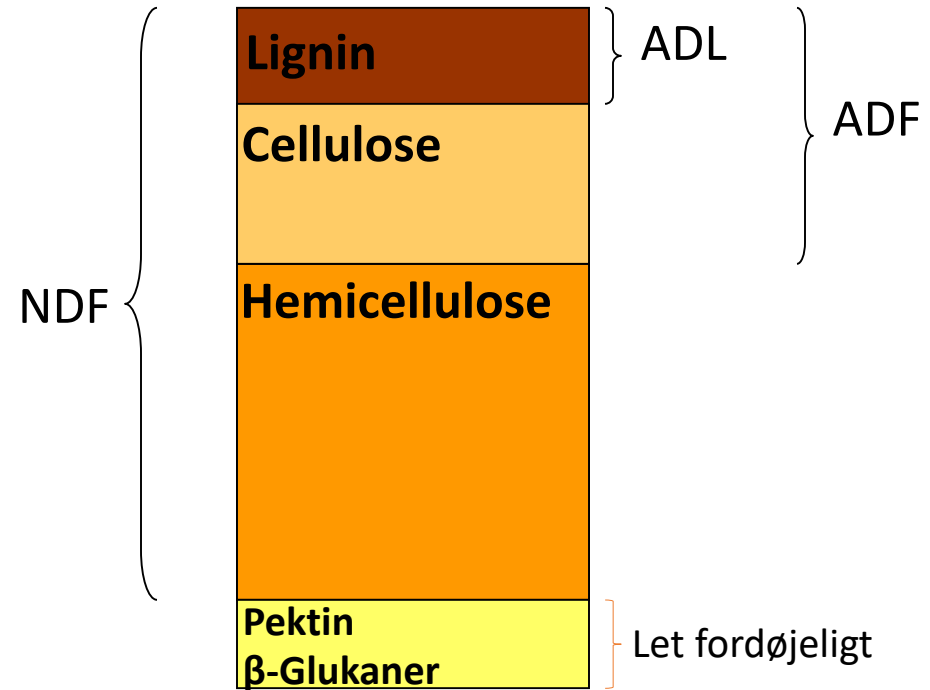 Lignin
ADL
ADF
Cellulose
NDF
Hemicellulose
Pektin
β-Glukaner
Let fordøjeligt